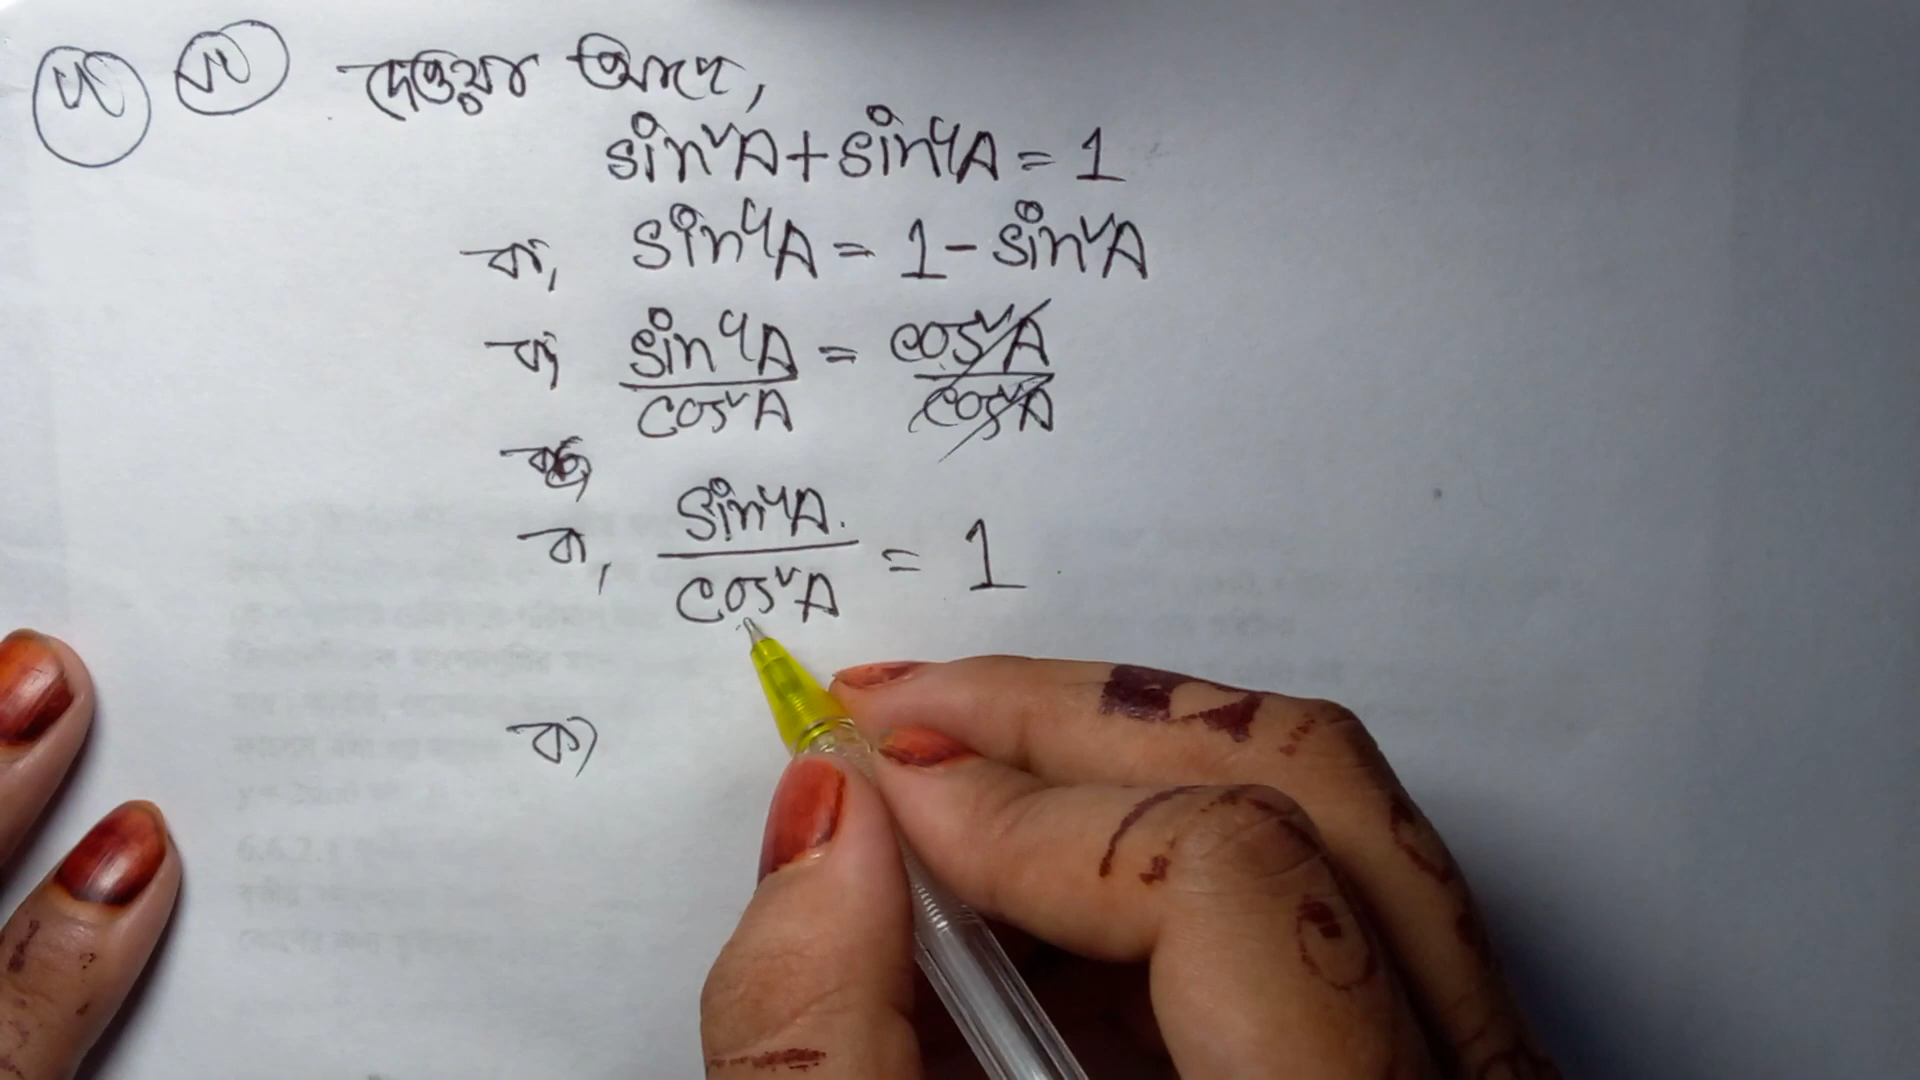 দেওয়া আছে,
sin²A + sin⁴A = 1
বা, sin⁴A = 1 - sin²A
বা, sin⁴A/cos²A = cos²A/cos²A
বা, sin⁴A/cos²A = 1
বা,